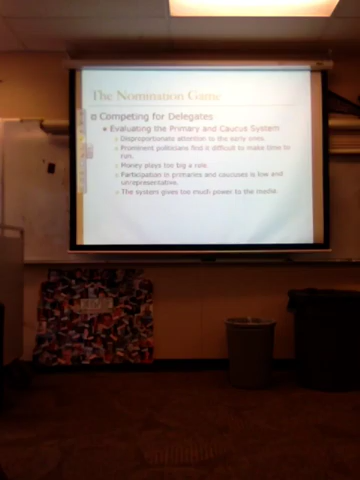 The Nomination Game
Competing for Delegates
Evaluating the Primary and Caucus System
Disproportionate attention to the early ones.
Prominent politicians find it difficult to make time to
run.
Money plays too big a role.
Participation in primaries and caucuses is low and
unrepresentative.
The system gives too much power to the media.